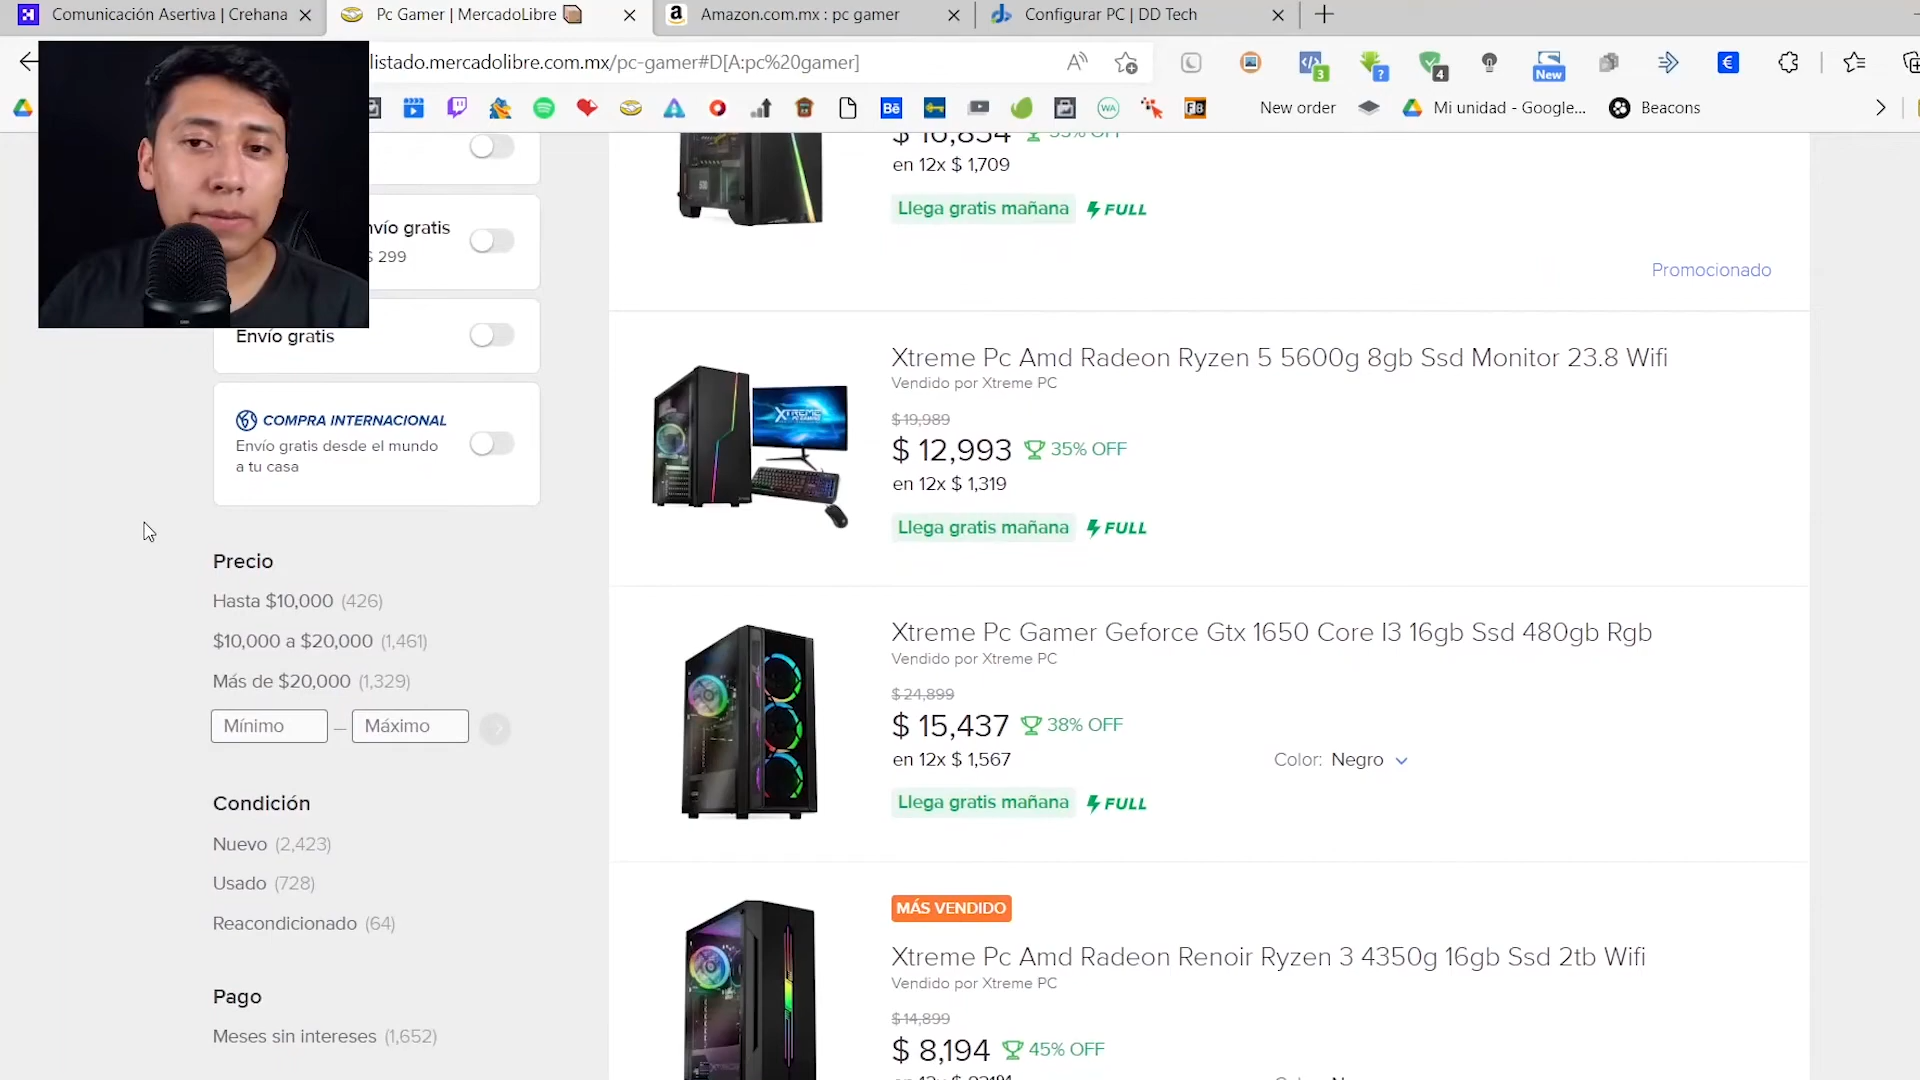 Comunicación Asertiva | Crehana
Pc Gamer | MercadoLibre
Amazon.com.mx : pc gamer
Configurar PC | DD Tech
listado.mercadolibre.com.mx/pc-gamer#D[A:pc%20gamer]
3
?
4
New
New order
Mi unidad - Google...
Beacons
en 12x $ 1,709
Llega gratis mañana FULL
Promocionado
nvío gratis
$ 299
Envío gratis
COMPRA INTERNACIONAL
Envío gratis desde el mundo
a tu casa
Precio
Hasta $10,000 (426)
$10,000 a $20,000 (1,461)
Más de $20,000 (1,329)
Mínimo — Máximo
Condición
Nuevo (2,423)
Usado (728)
Reacondicionado (64)
Pago
Meses sin intereses (1,652)
Xtreme Pc Amd Radeon Ryzen 5 5600g 8gb Ssd Monitor 23.8 Wifi
Vendido por Xtreme PC
$ 19,989
$ 12,993 35% OFF
en 12x $ 1,319
Llega gratis mañana FULL
XTREME
Xtreme Pc Gamer Geforce Gtx 1650 Core I3 16gb Ssd 480gb Rgb
Vendido por Xtreme PC
$ 24,899
$ 15,437 38% OFF
en 12x $ 1,567
Color: Negro
Llega gratis mañana FULL
MÁS VENDIDO
Xtreme Pc Amd Radeon Renoir Ryzen 3 4350g 16gb Ssd 2tb Wifi
Vendido por Xtreme PC
$ 14,899
$ 8,194 45% OFF